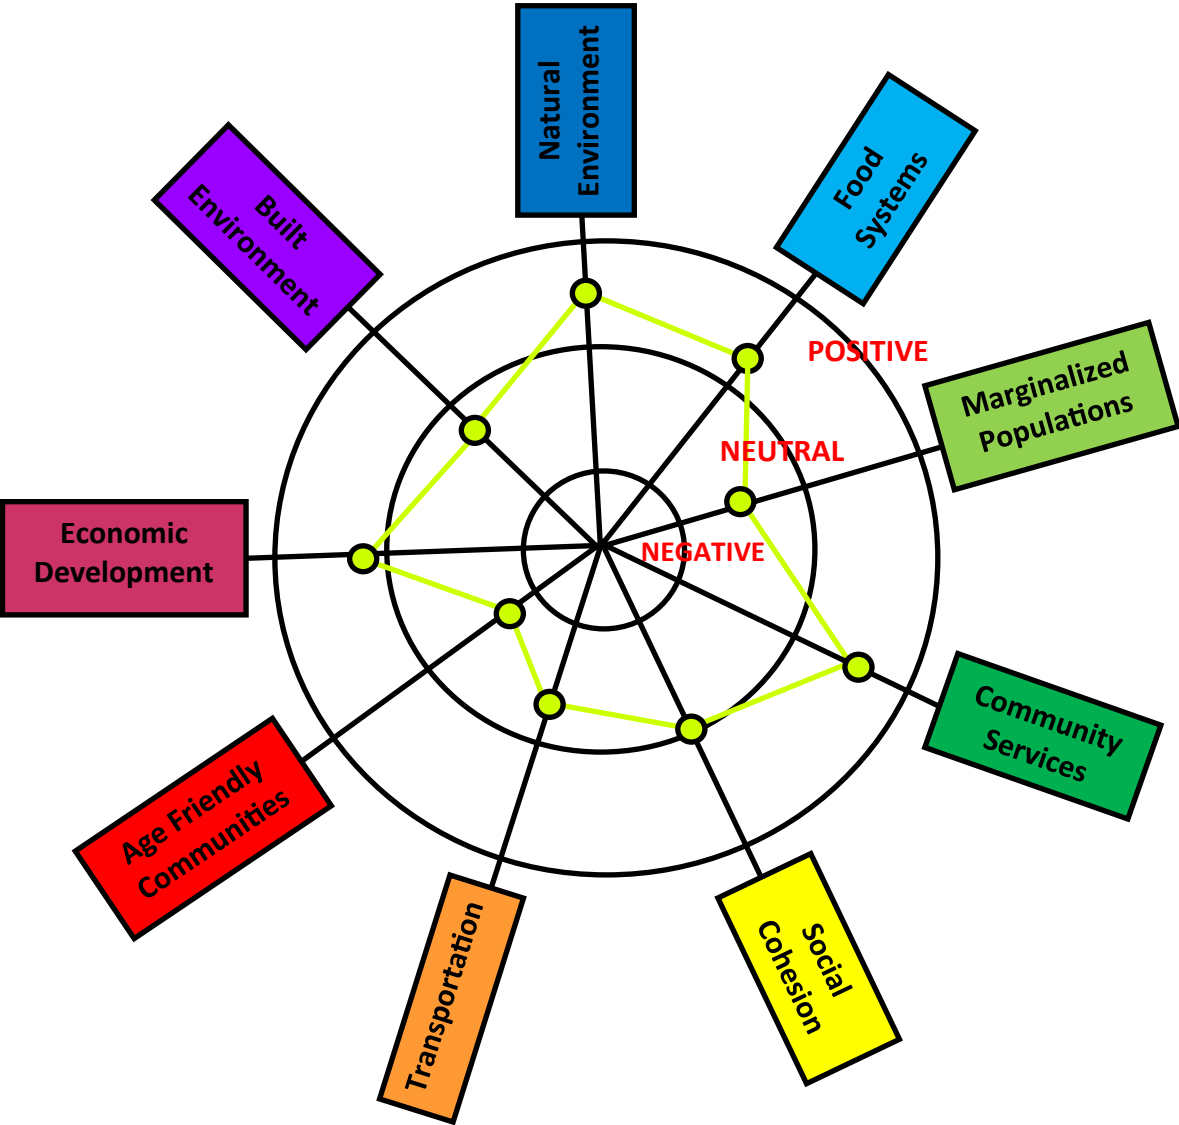 Natural
Environment
Food
Systems
Built
Environment
POSITIVE
Marginalized
Populations
NEUTRAL
Economic
Development
NEGATIVE
Community
Services
Age Friendly
Communities
Transportation
Social
Cohesion